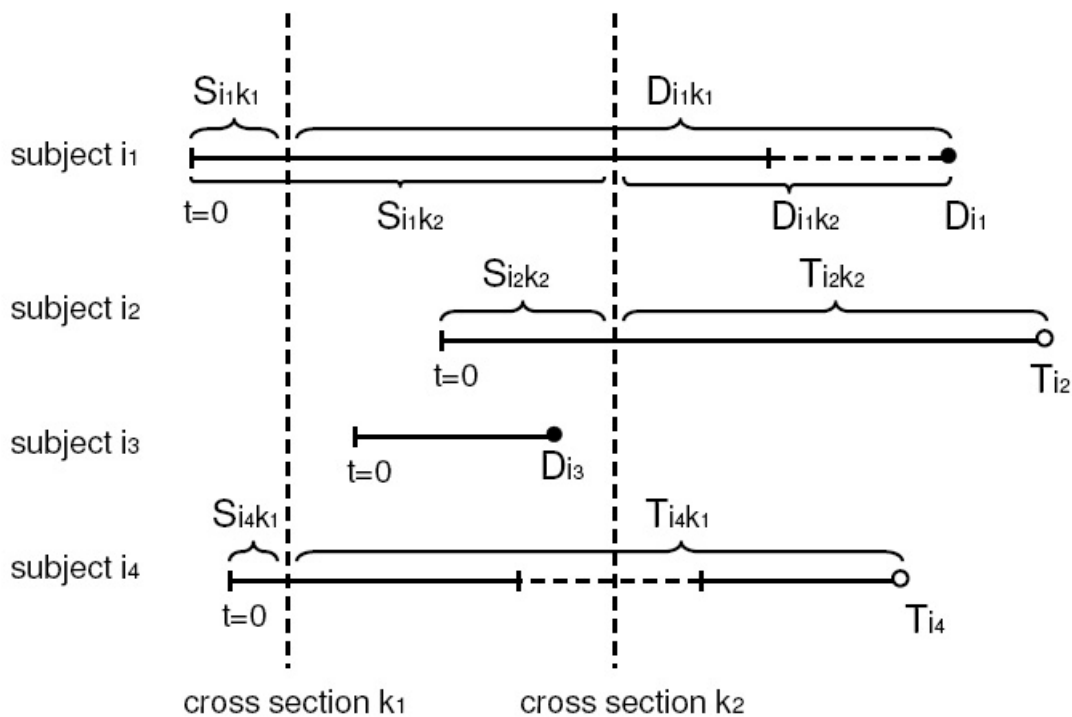 Si₁k₁ Di₁k₁
subject i₁
t=0 Si₁k₂ Di₁k₂ Di₁
Si₂k₂ Ti₂k₂
subject i₂
t=0 Ti₂
subject i₃
t=0 Di₃
Si₄k₁ Ti₄k₁
subject i₄
t=0 Ti₄
cross section k₁ cross section k₂